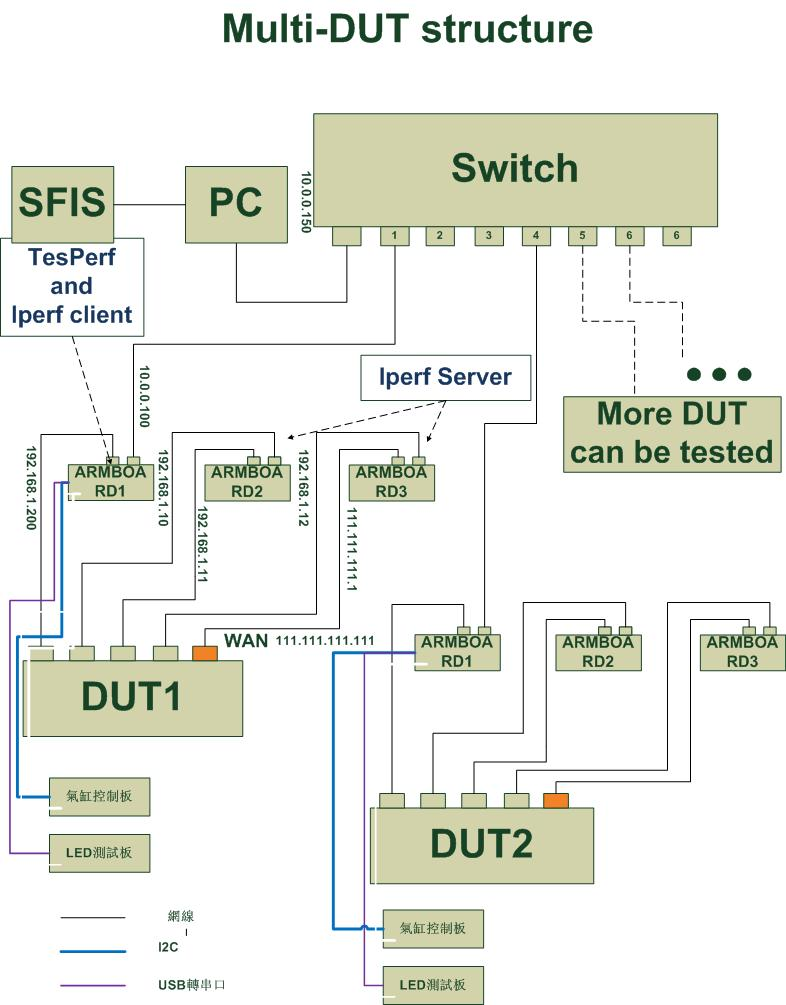 Multi-DUT structure
Switch
SFIS
PC
10.0.0.150
1
2
3
4
5
6
6
TesPerf
and
Iperf client
Iperf Server
More DUT
can be tested
10.0.0.100
192.168.1.200
ARMBOA
RD1
192.168.1.10
ARMBOA
RD2
192.168.1.11
192.168.1.12
ARMBOA
RD3
111.111.111.1
WAN 111.111.111.111
DUT1
ARMBOA
RD1
ARMBOA
RD2
ARMBOA
RD3
氣缸控制板
LED測試板
DUT2
氣缸控制板
LED測試板
網線
I2C
USB轉串口